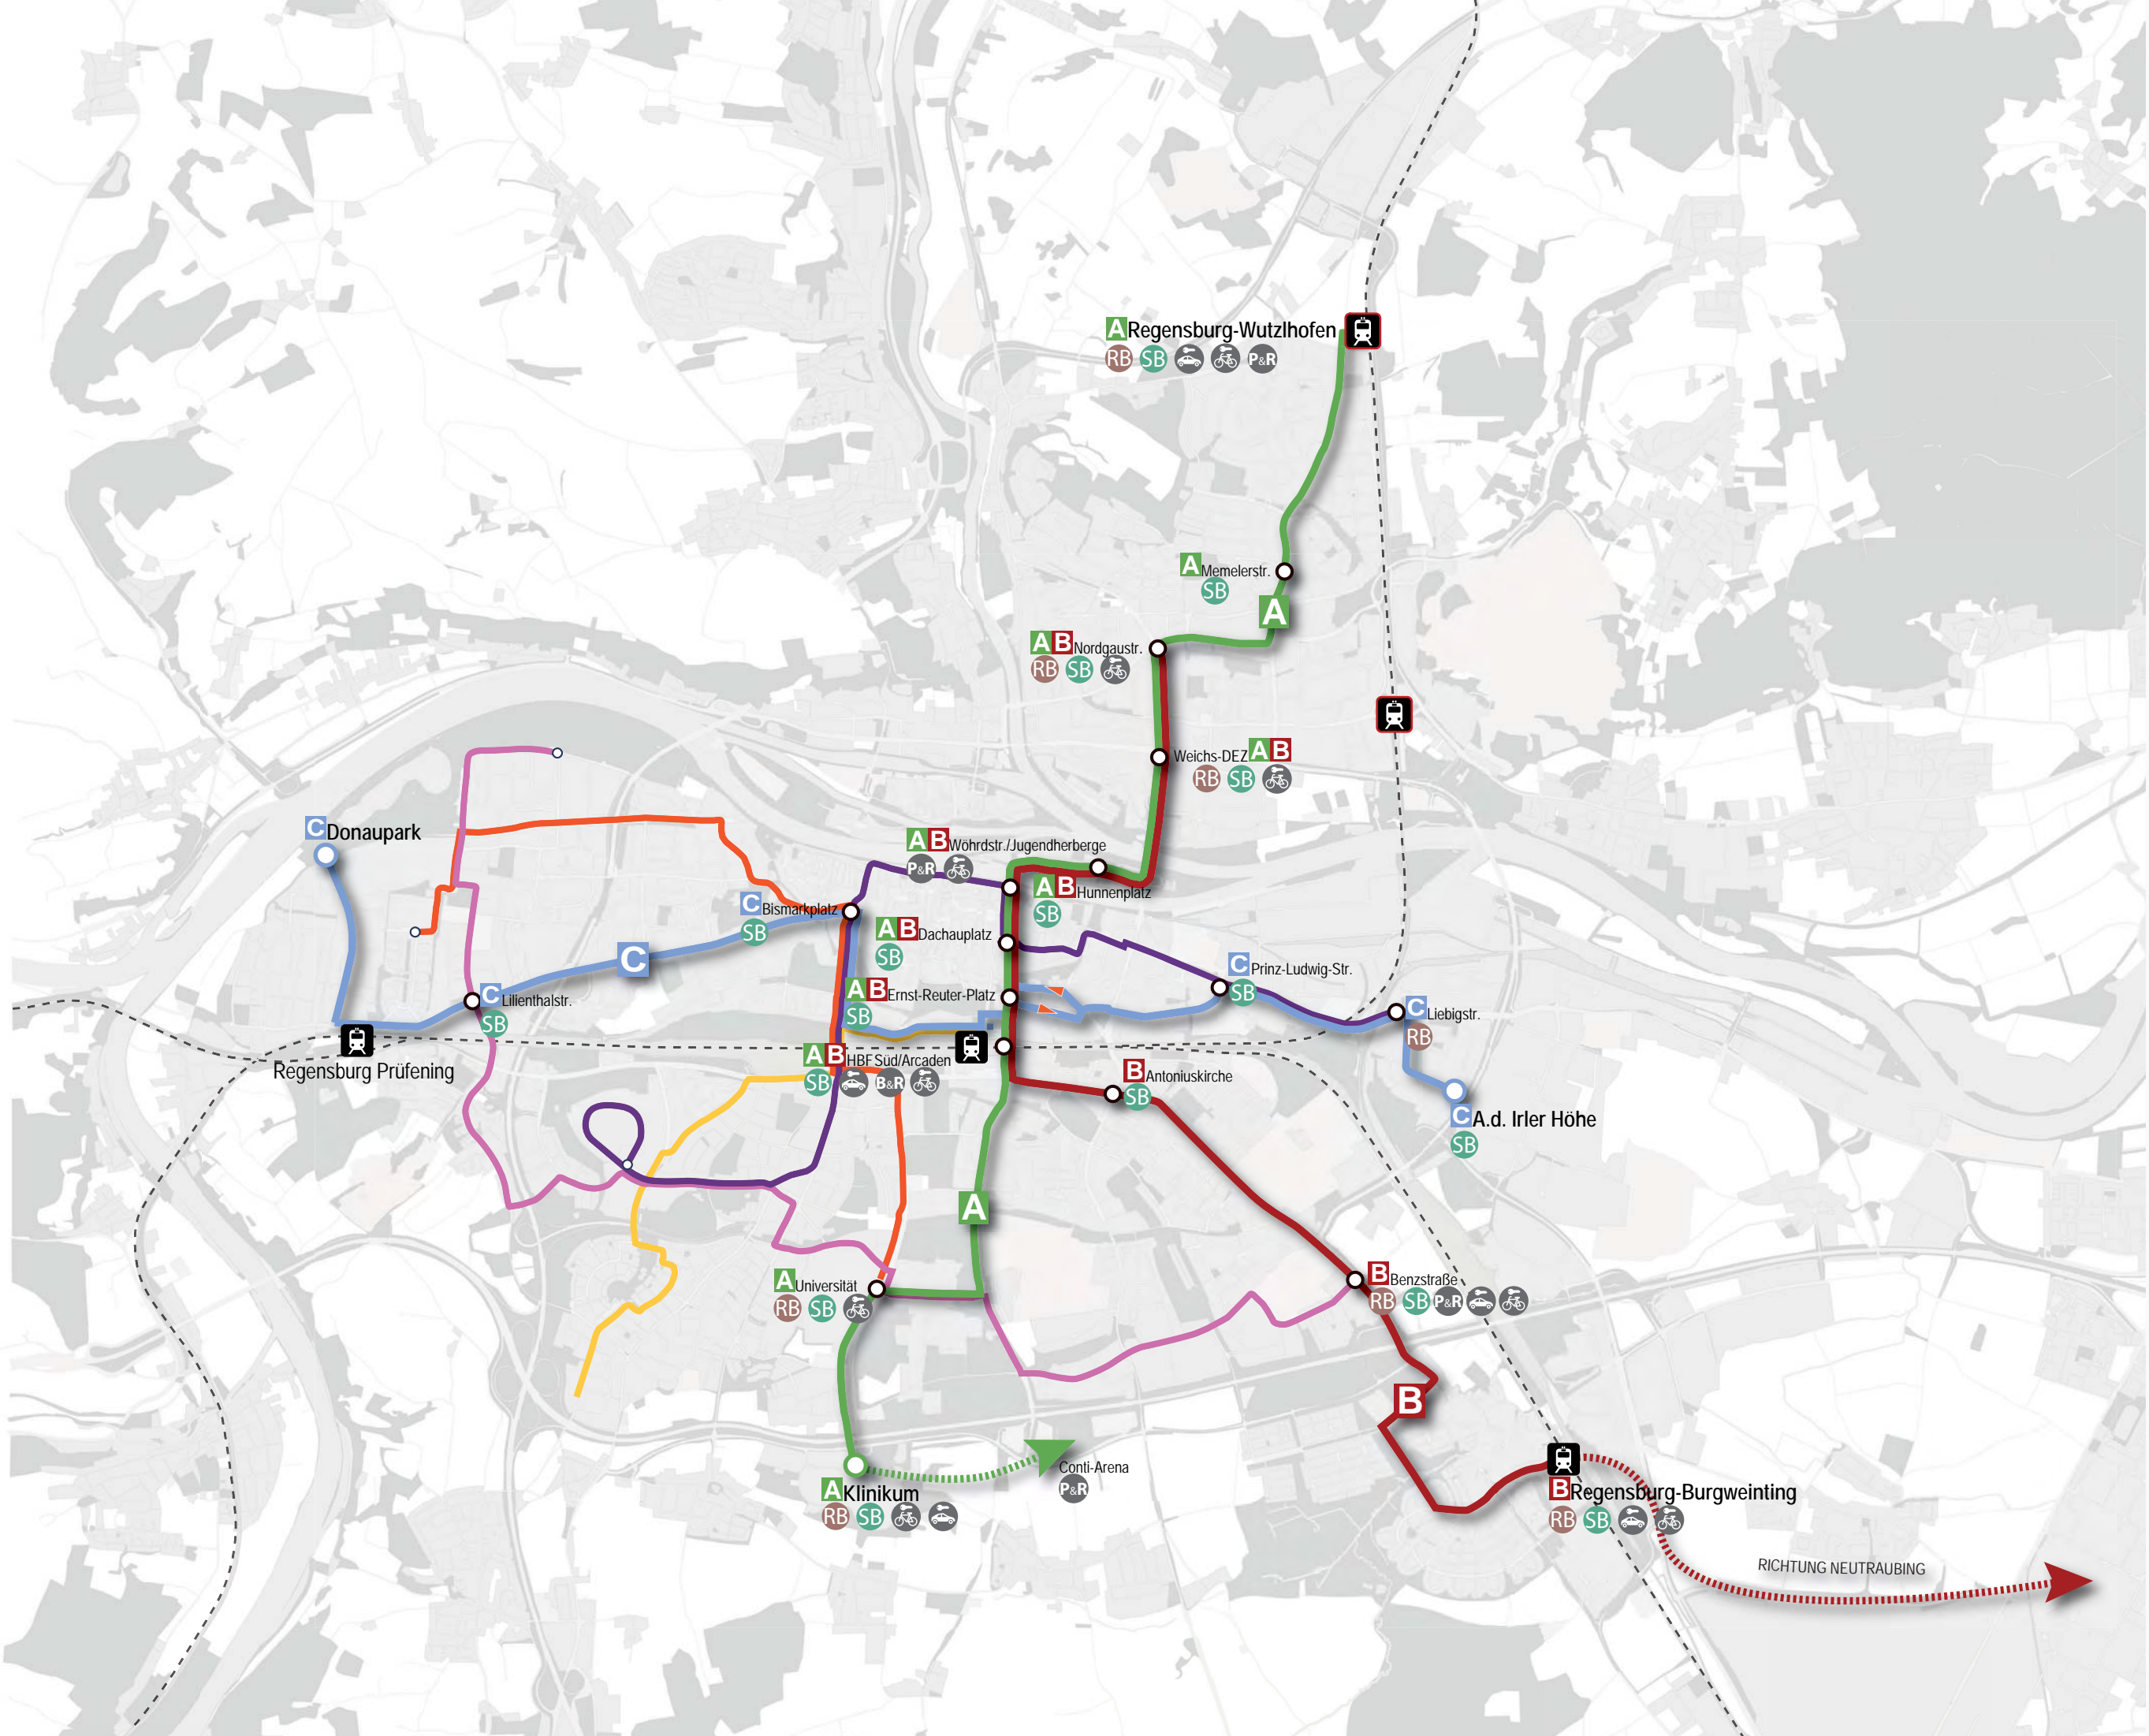 A Regensburg-Wutzlhofen
RB SB P&R
A Memelerstr.
SB
A
A B Nordgaustr.
RB SB
Weichs-DEZ A B
RB SB
C Donaupark
A B Wöhrdstr./Jugendherberge
P&R
A B Hunnenplatz
SB
C Bismarkplatz
SB
A B Dachauplatz
SB
C
C Prinz-Ludwig-Str.
SB
C Lilienthalstr.
SB
A B Ernst-Reuter-Platz
SB
C Liebigstr.
RB
Regensburg Prüfening
A B HBF Süd/Arcaden
SB B&R
B Antoniuskirche
SB
C A.d. Irler Höhe
SB
A
A Universität
RB SB
B Benzstraße
RB SB P&R
B
Conti-Arena
P&R
A Klinikum
RB SB
B Regensburg-Burgweinting
RB SB
RICHTUNG NEUTRAUBING